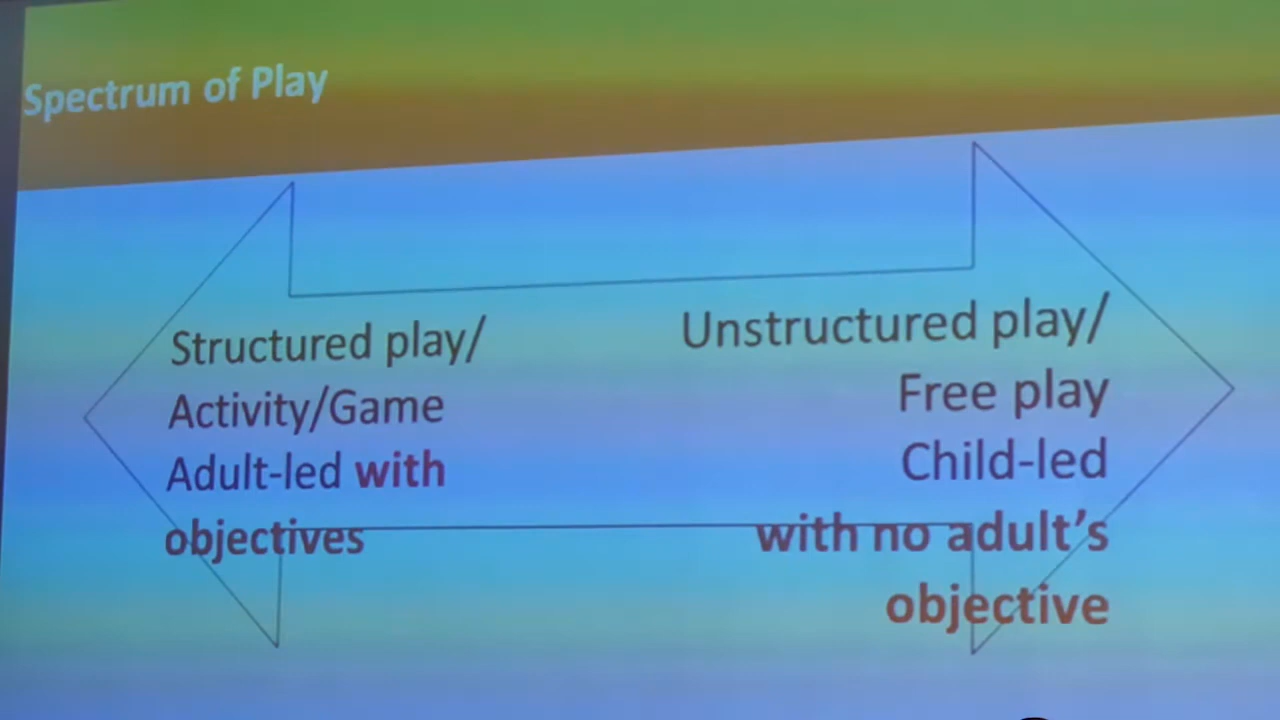 Spectrum of Play
Structured play/
Activity/Game
Adult-led with
objectives
Unstructured play/
Free play
Child-led
with no adult's
objective